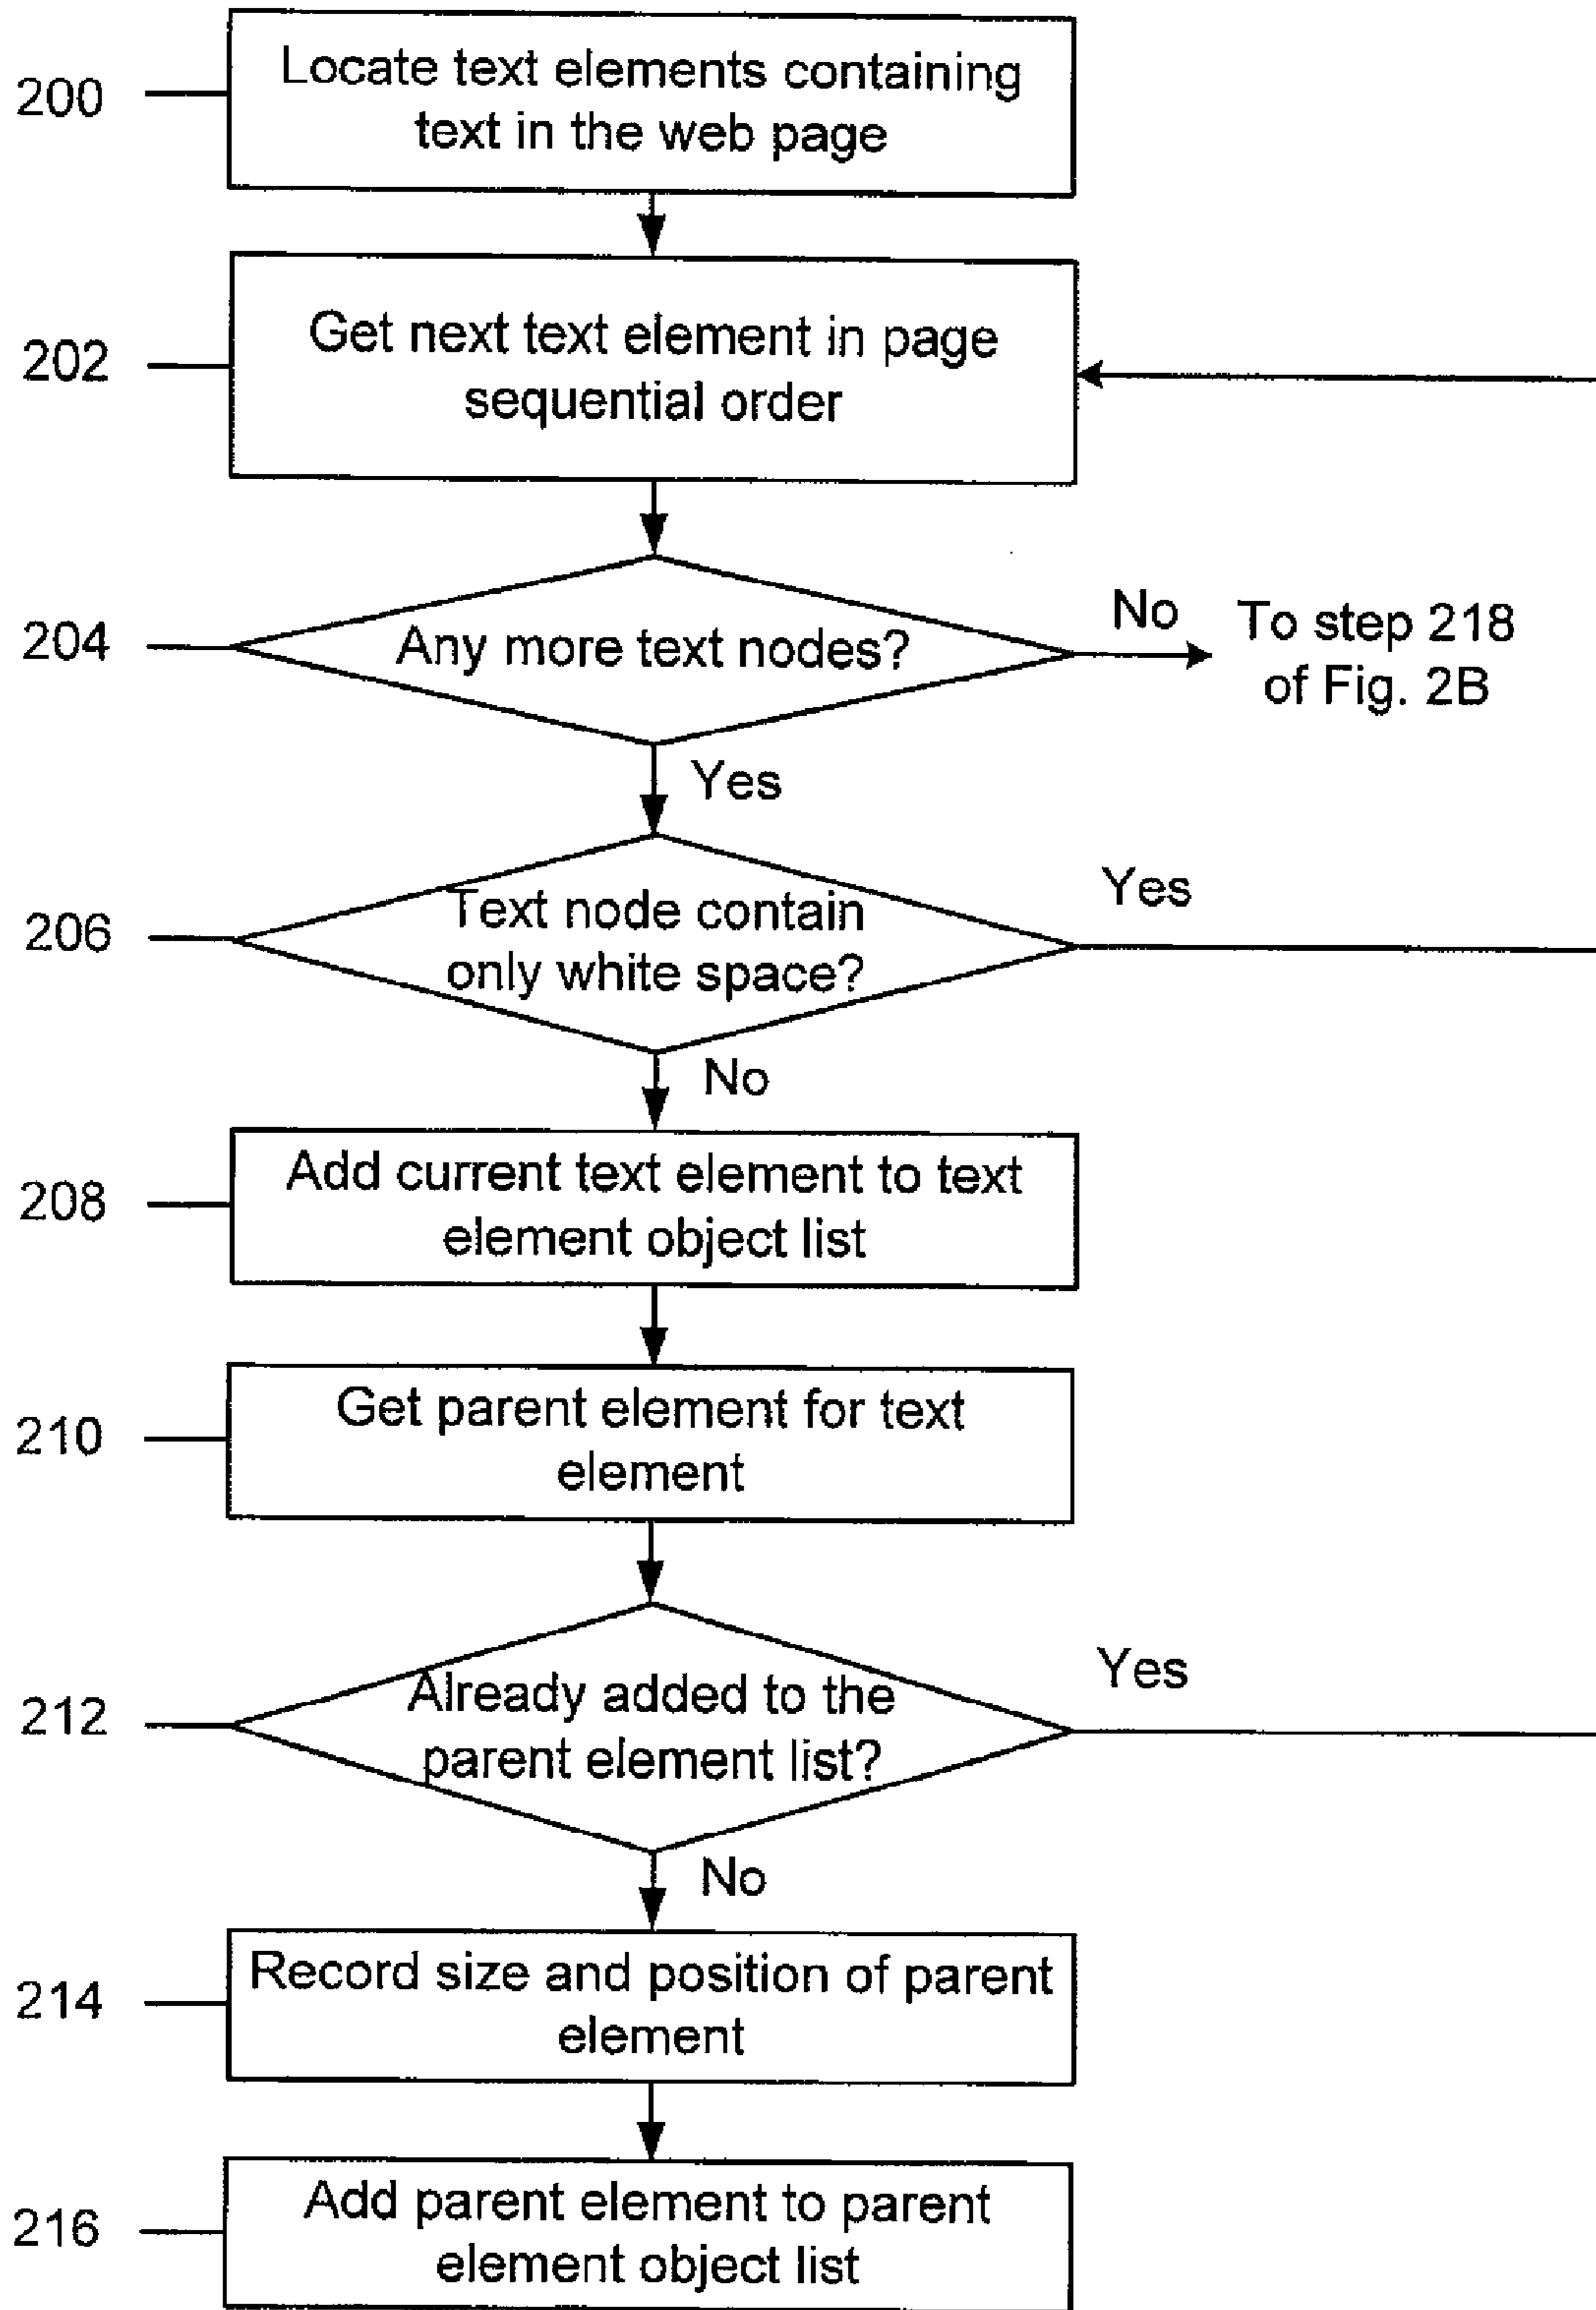 200
Locate text elements containing
text in the web page
202
Get next text element in page
sequential order
204
Any more text nodes?
No
To step 218
of Fig. 2B
Yes
206
Text node contain
only white space?
Yes
No
208
Add current text element to text
element object list
210
Get parent element for text
element
212
Already added to the
parent element list?
Yes
No
214
Record size and position of parent
element
216
Add parent element to parent
element object list